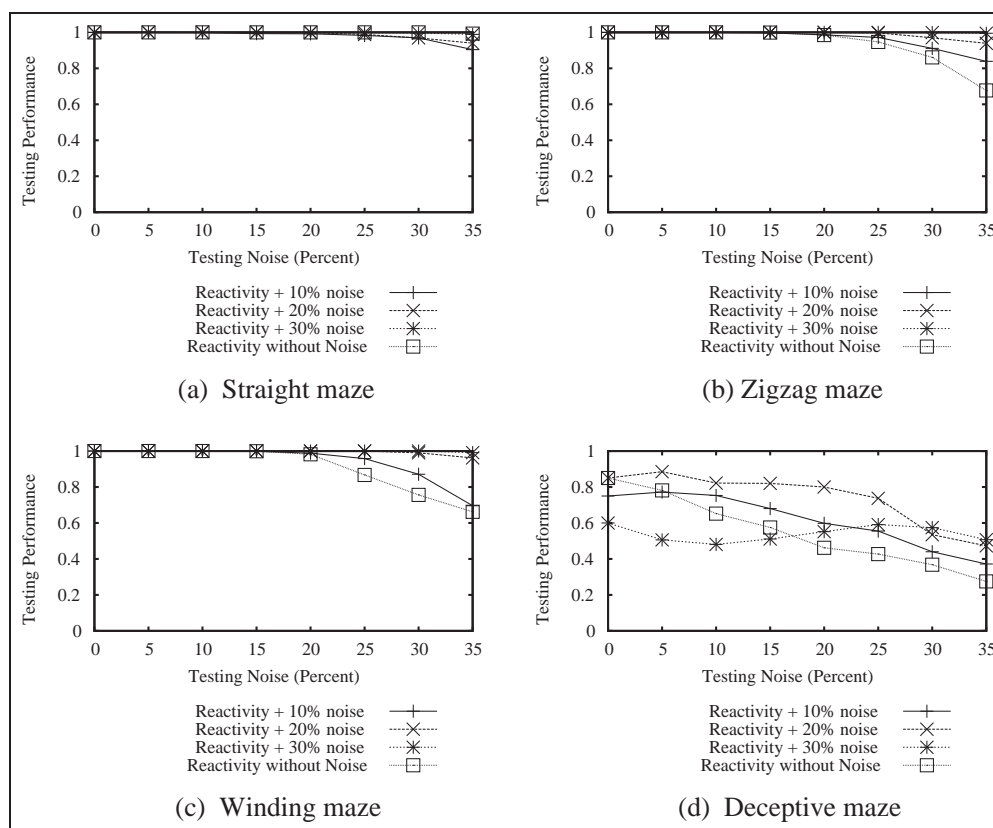 Testing Performance
1
0.8
0.6
0.4
0.2
0
0 5 10 15 20 25 30 35
Testing Noise (Percent)
Reactivity + 10% noise
Reactivity + 20% noise
Reactivity + 30% noise
Reactivity without Noise
(a) Straight maze
Testing Performance
1
0.8
0.6
0.4
0.2
0
0 5 10 15 20 25 30 35
Testing Noise (Percent)
Reactivity + 10% noise
Reactivity + 20% noise
Reactivity + 30% noise
Reactivity without Noise
(b) Zigzag maze
Testing Performance
1
0.8
0.6
0.4
0.2
0
0 5 10 15 20 25 30 35
Testing Noise (Percent)
Reactivity + 10% noise
Reactivity + 20% noise
Reactivity + 30% noise
Reactivity without Noise
(c) Winding maze
Testing Performance
1
0.8
0.6
0.4
0.2
0
0 5 10 15 20 25 30 35
Testing Noise (Percent)
Reactivity + 10% noise
Reactivity + 20% noise
Reactivity + 30% noise
Reactivity without Noise
(d) Deceptive maze